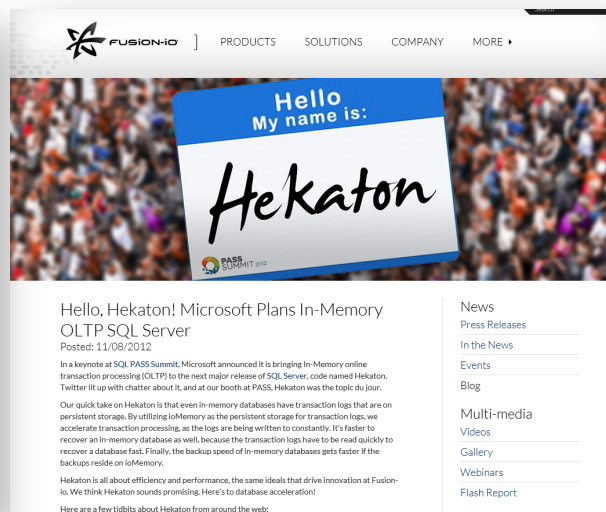 Search
FUSION-iO
PRODUCTS
SOLUTIONS
COMPANY
MORE
Hello
My name is:
Hekaton
PASS
SUMMIT 2012
Hello, Hekaton! Microsoft Plans In-Memory
OLTP SQL Server
Posted: 11/08/2012
In a keynote at SQL PASS Summit, Microsoft announced it is bringing In-Memory online
transaction processing (OLTP) to the next major release of SQL Server, code named Hekaton.
Twitter lit up with chatter about it, and at our booth at PASS, Hekaton was the topic du jour.
Our quick take on Hekaton is that even in-memory databases have transaction logs that are on
persistent storage. By utilizing ioMemory as the persistent storage for transaction logs, we
accelerate transaction processing, as the logs are being written to constantly. It's faster to
recover an in-memory database as well, because the transaction logs have to be read quickly to
recover a database fast. Finally, the backup speed of in-memory databases gets faster if the
backups reside on ioMemory.
Hekaton is all about efficiency and performance, the same ideals that drive innovation at Fusion-
io. We think Hekaton sounds promising. Here's to database acceleration!
Here are a few tidbits about Hekaton from around the web:
News
Press Releases
In the News
Events
Blog
Multi-media
Videos
Gallery
Webinars
Flash Report